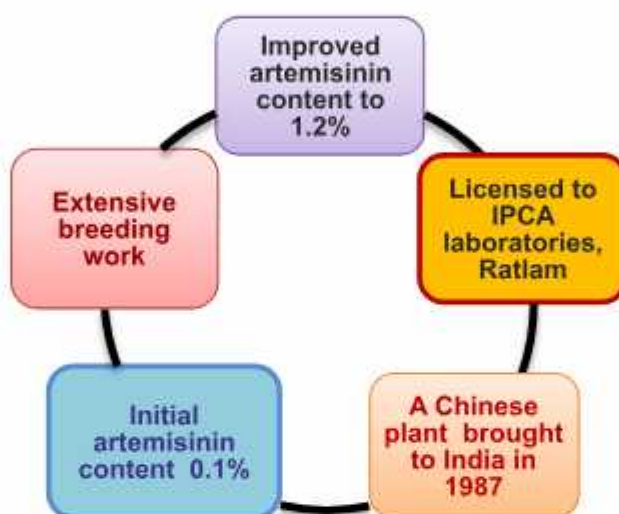 Improved
artemisinin
content to
1.2%
Licensed to
IPCA
laboratories,
Ratlam
A Chinese
plant brought
to India in
1987
Initial
artemisinin
content 0.1%
Extensive
breeding
work